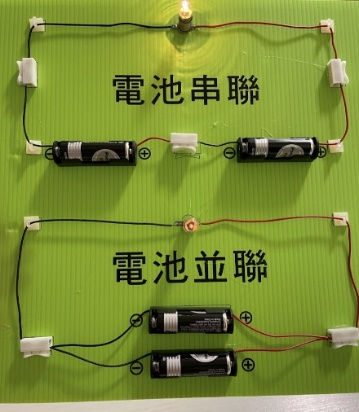 電池串聯
⊖ ⊕ ⊖ ⊕
電池並聯
⊖ ⊕
⊖ ⊕